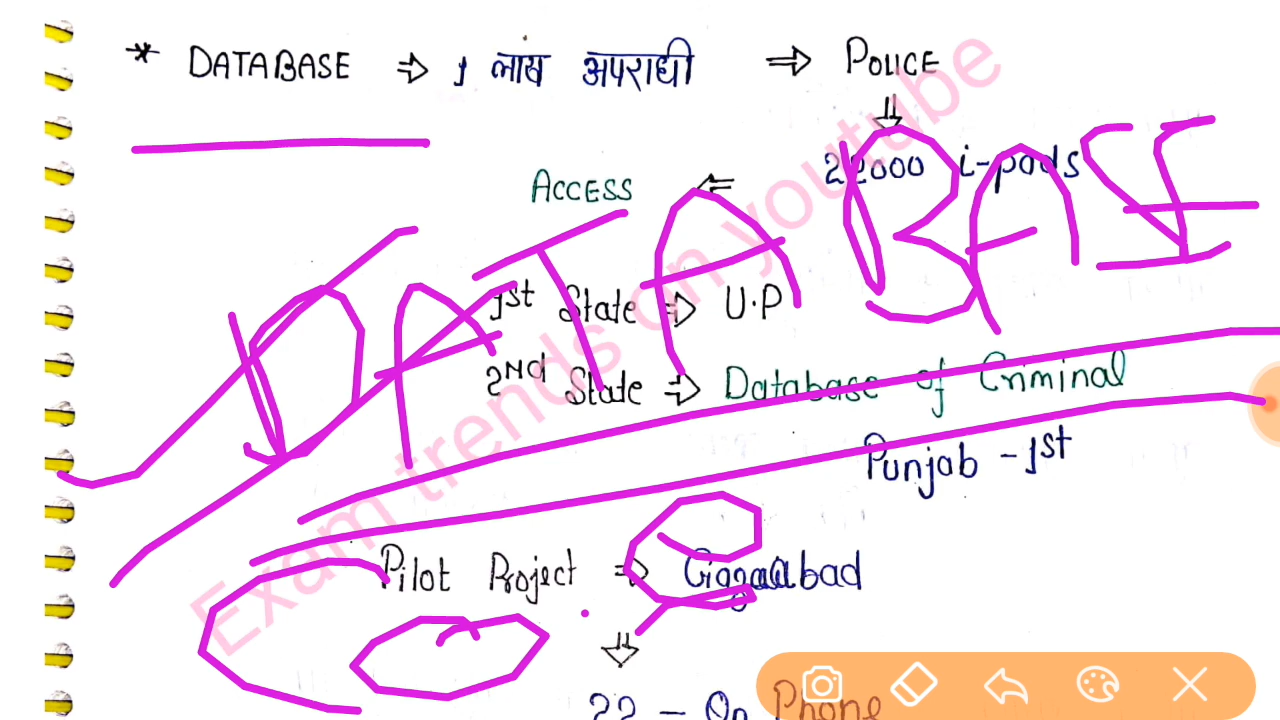 * DATABASE ⇒ 1 लाख अपराधी ⇒ POLICE
⇓
22000 i-pods
ACCESS ⇐
1st State ⇒ U.P
2nd State ⇒ Database of Criminal
Punjab - 1st
Pilot Project ⇒
⇓
22 - On Phone
DATABASE
Exam trends on youtube